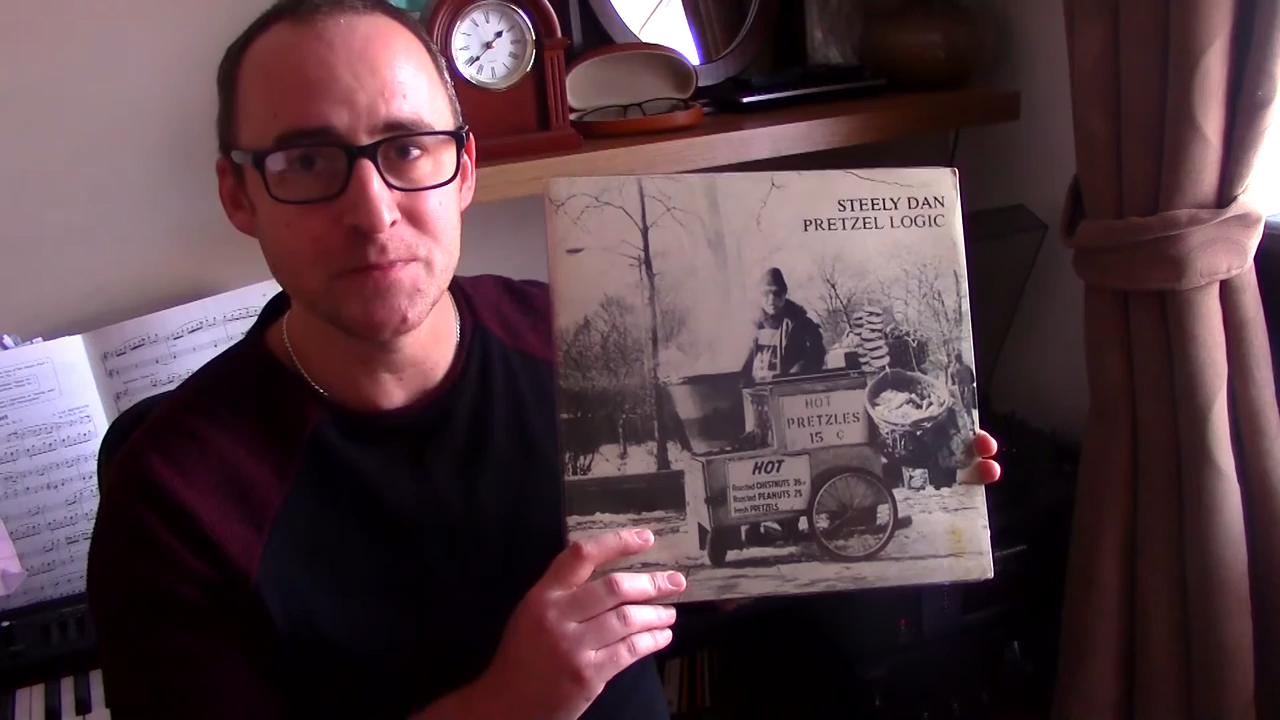 STEELY DAN
PRETZEL LOGIC
HOT
PRETZLES
15 ¢
HOT
Roasted CHESTNUTS 35¢
Roasted PEANUTS 25
Fresh PRETZELS